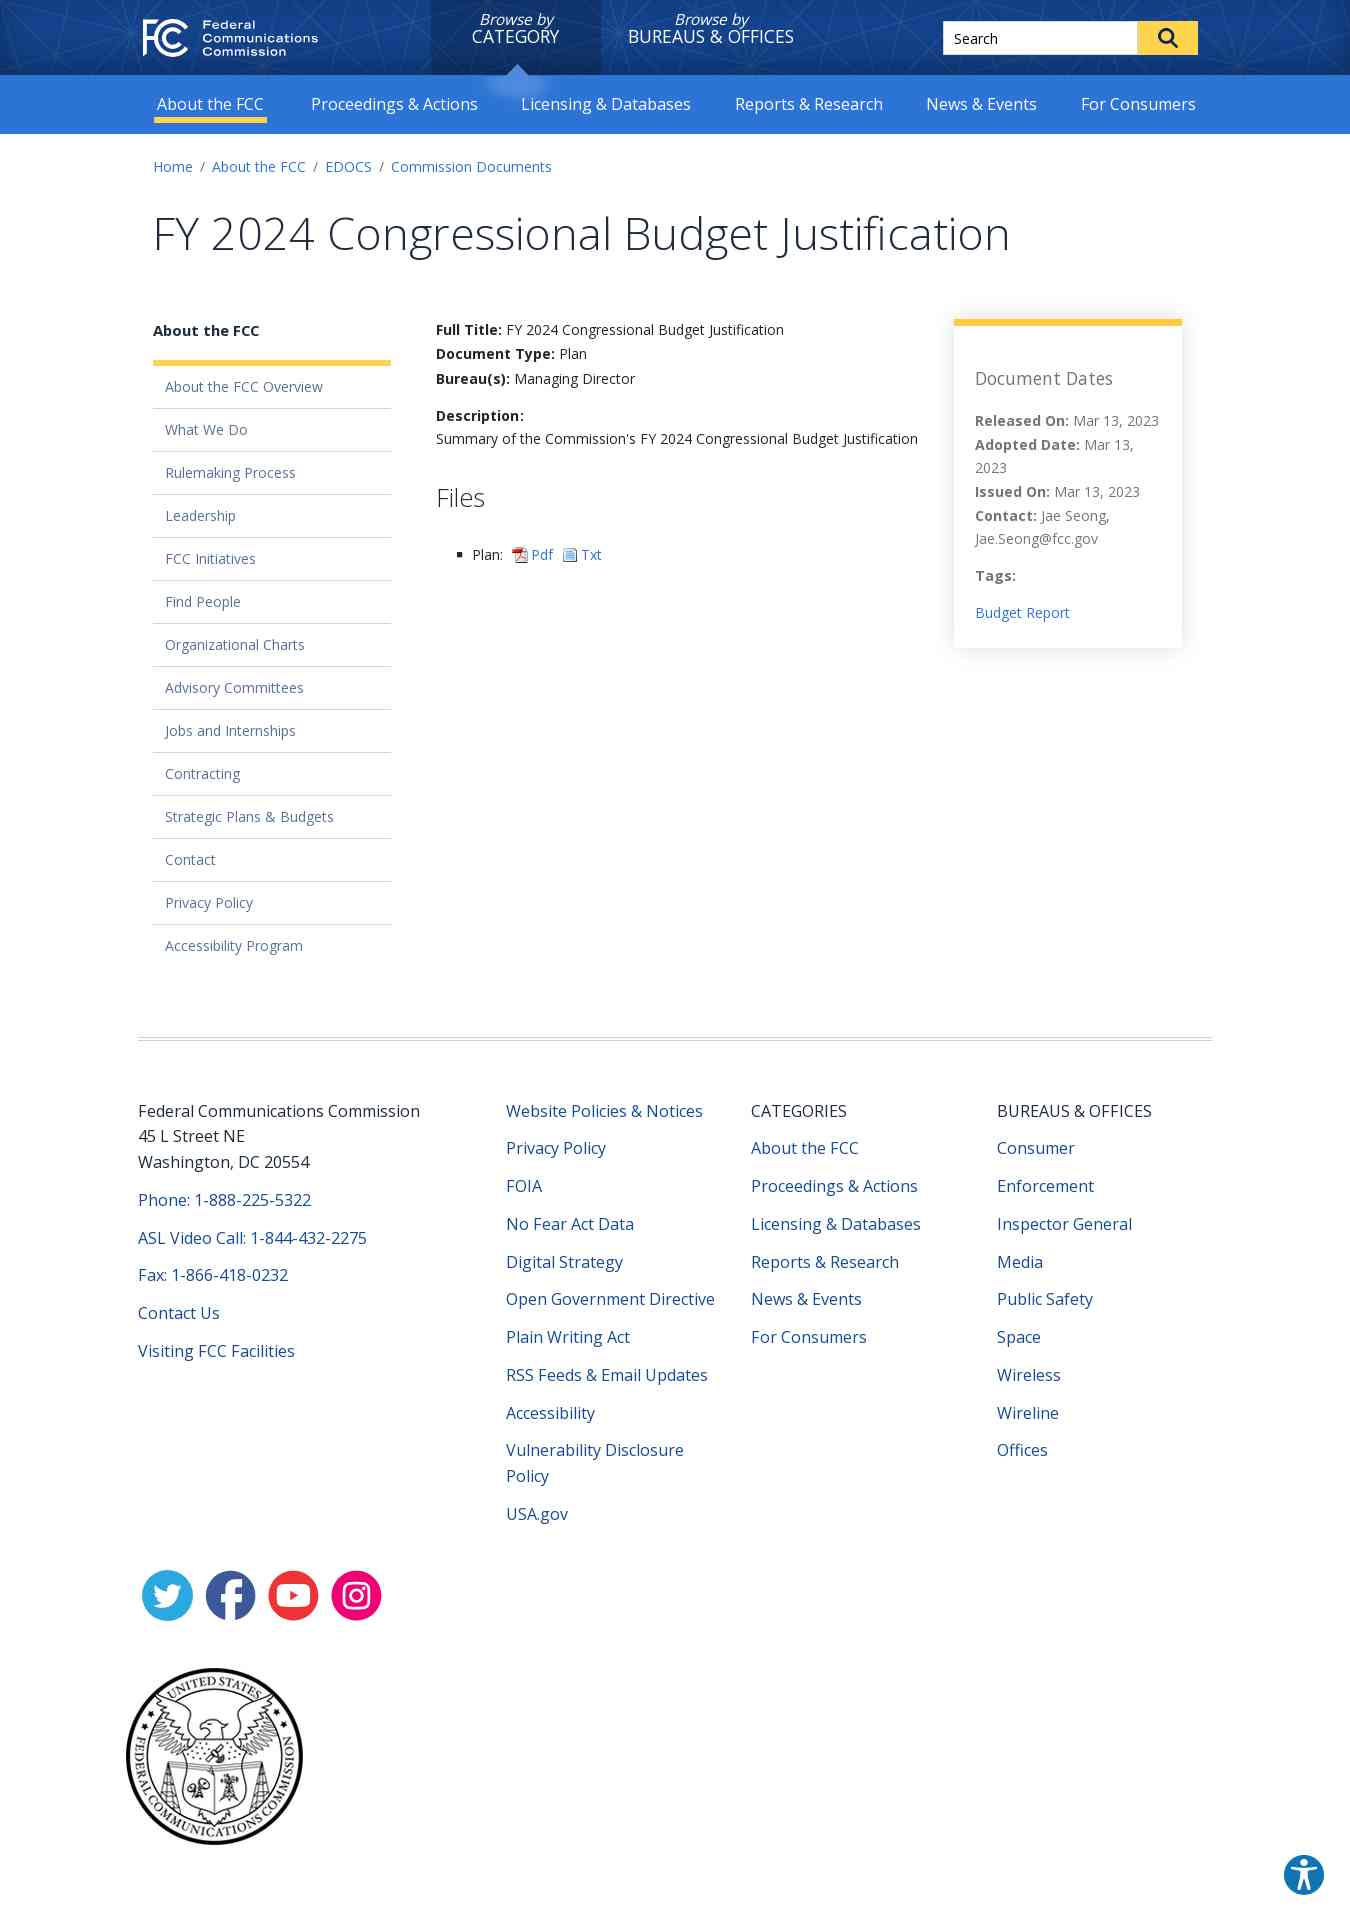 Federal
Communications
Commission
Browse by
CATEGORY
Browse by
BUREAUS & OFFICES
Search
About the FCC
Proceedings & Actions
Licensing & Databases
Reports & Research
News & Events
For Consumers
Home / About the FCC / EDOCS / Commission Documents
FY 2024 Congressional Budget Justification
About the FCC
About the FCC Overview
What We Do
Rulemaking Process
Leadership
FCC Initiatives
Find People
Organizational Charts
Advisory Committees
Jobs and Internships
Contracting
Strategic Plans & Budgets
Contact
Privacy Policy
Accessibility Program
Full Title: FY 2024 Congressional Budget Justification
Document Type: Plan
Bureau(s): Managing Director
Description:
Summary of the Commission's FY 2024 Congressional Budget Justification
Files
Plan: Pdf Txt
Document Dates
Released On: Mar 13, 2023
Adopted Date: Mar 13,
2023
Issued On: Mar 13, 2023
Contact: Jae Seong,
Jae.Seong@fcc.gov
Tags:
Budget Report
Federal Communications Commission
45 L Street NE
Washington, DC 20554
Phone: 1-888-225-5322
ASL Video Call: 1-844-432-2275
Fax: 1-866-418-0232
Contact Us
Visiting FCC Facilities
Website Policies & Notices
Privacy Policy
FOIA
No Fear Act Data
Digital Strategy
Open Government Directive
Plain Writing Act
RSS Feeds & Email Updates
Accessibility
Vulnerability Disclosure
Policy
USA.gov
CATEGORIES
About the FCC
Proceedings & Actions
Licensing & Databases
Reports & Research
News & Events
For Consumers
BUREAUS & OFFICES
Consumer
Enforcement
Inspector General
Media
Public Safety
Space
Wireless
Wireline
Offices
UNITED STATES
FEDERAL COMMUNICATIONS COMMISSION